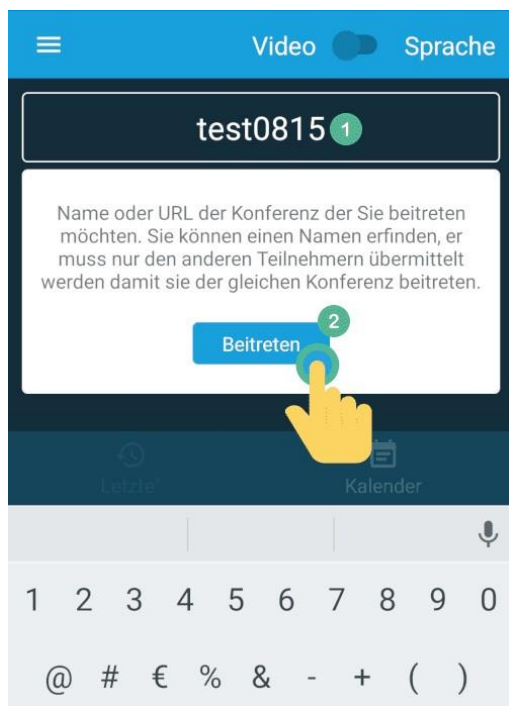 Video Sprache
test0815 1
Name oder URL der Konferenz der Sie beitreten
möchten. Sie können einen Namen erfinden, er
muss nur den anderen Teilnehmern übermittelt
werden damit sie der gleichen Konferenz beitreten.
2
Beitreten
Letzte Kalender
1 2 3 4 5 6 7 8 9 0
@ # € % & - + ( )